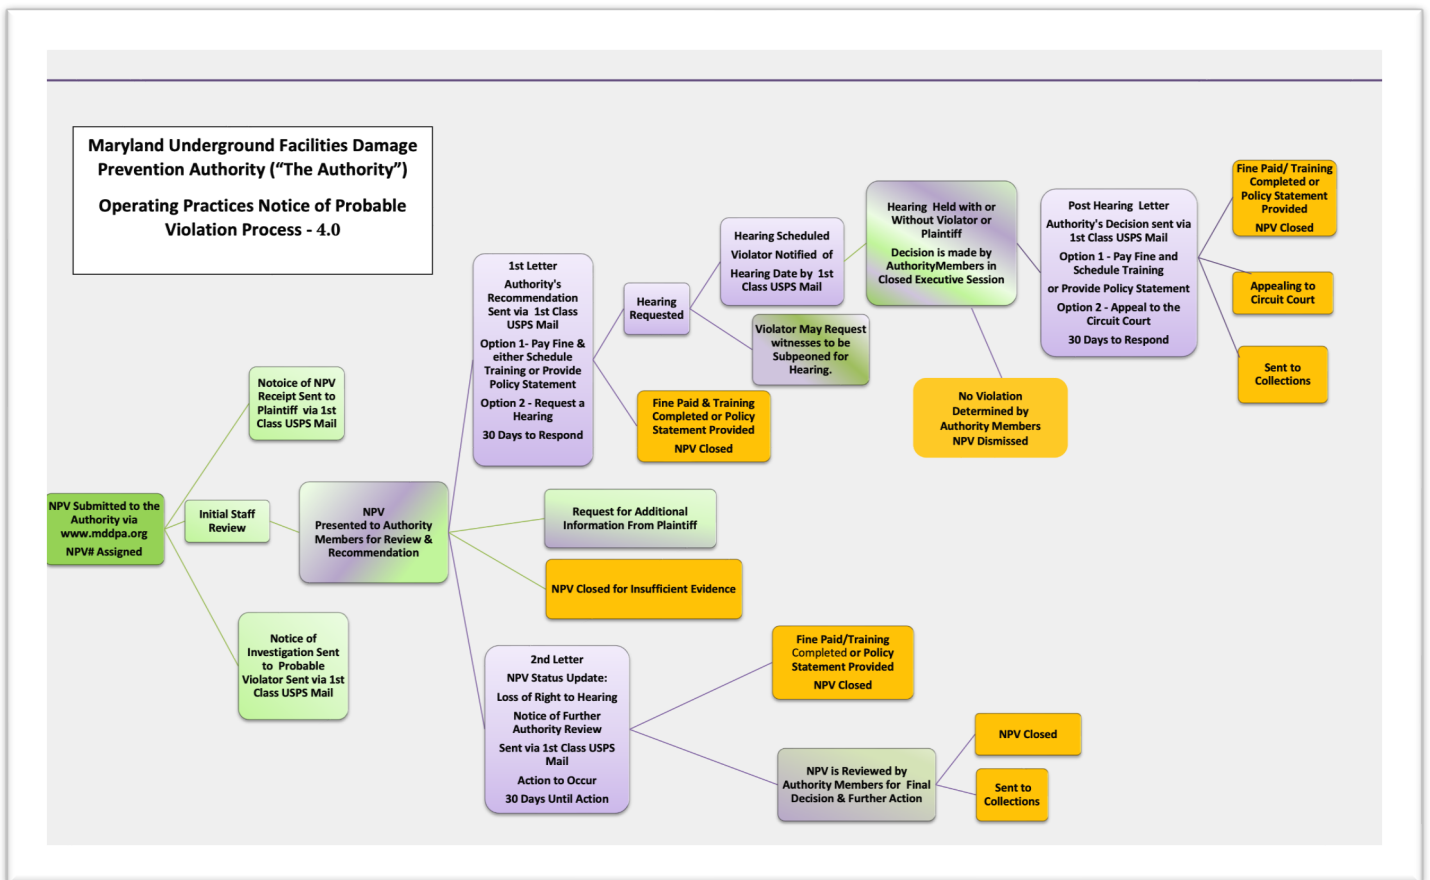 Maryland Underground Facilities Damage
Prevention Authority (“The Authority”)
Operating Practices Notice of Probable
Violation Process - 4.0
NPV Submitted to the
Authority via
www.mddpa.org
NPV# Assigned
Notoice of NPV
Receipt Sent to
Plaintiff via 1st
Class USPS Mail
Initial Staff
Review
Notice of
Investigation Sent
to Probable
Violator Sent via 1st
Class USPS Mail
NPV
Presented to Authority
Members for Review &
Recommendation
1st Letter
Authority's
Recommendation
Sent via 1st Class
USPS Mail
Option 1- Pay Fine &
either Schedule
Training or Provide
Policy Statement
Option 2 - Request a
Hearing
30 Days to Respond
Hearing
Requested
Hearing Scheduled
Violator Notified of
Hearing Date by 1st
Class USPS Mail
Violator May Request
witnesses to be
Subpeoned for
Hearing.
Fine Paid & Training
Completed or Policy
Statement Provided
NPV Closed
Hearing Held with or
Without Violator or
Plaintiff
Decision is made by
AuthorityMembers in
Closed Executive Session
No Violation
Determined by
Authority Members
NPV Dismissed
Post Hearing Letter
Authority's Decision sent via
1st Class USPS Mail
Option 1 - Pay Fine and
Schedule Training
or Provide Policy Statement
Option 2 - Appeal to the
Circuit Court
30 Days to Respond
Fine Paid/ Training
Completed or
Policy Statement
Provided
NPV Closed
Appealing to
Circuit Court
Sent to
Collections
Request for Additional
Information From Plaintiff
NPV Closed for Insufficient Evidence
2nd Letter
NPV Status Update:
Loss of Right to Hearing
Notice of Further
Authority Review
Sent via 1st Class USPS
Mail
Action to Occur
30 Days Until Action
Fine Paid/Training
Completed or Policy
Statement Provided
NPV Closed
NPV is Reviewed by
Authority Members for Final
Decision & Further Action
NPV Closed
Sent to
Collections